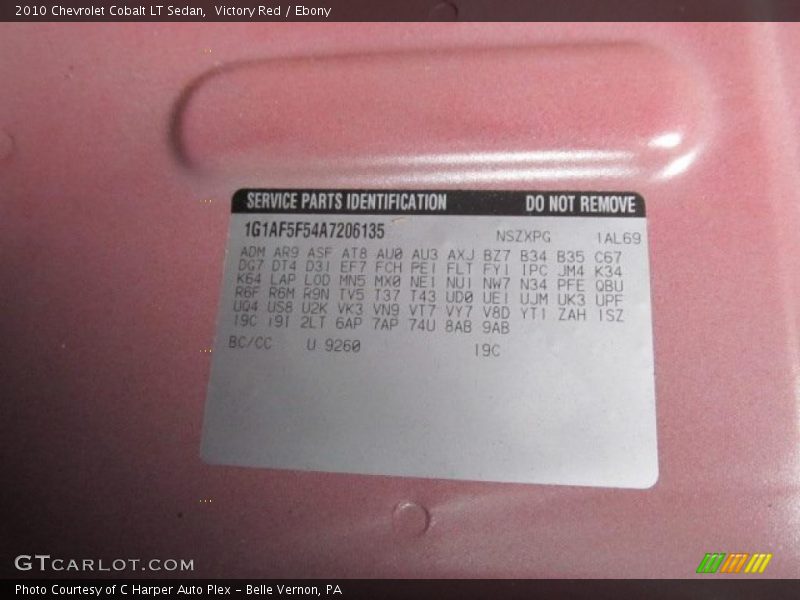 2010 Chevrolet Cobalt LT Sedan, Victory Red / Ebony
SERVICE PARTS IDENTIFICATION DO NOT REMOVE
1G1AF5F54A7206135 NSZXPG 1AL69
ADM AR9 ASF AT8 AU0 AU3 AXJ BZ7 B34 B35 C67
DG7 DT4 D31 EF7 FCH PE1 FLT FY1 IPC JM4 K34
K64 LAP LOD MN5 MX0 NE1 NU1 NW7 N34 PFE QBU
R6F R6M R9N TV5 T37 T43 UD0 UE1 UJM UK3 UPF
UQ4 US8 U2K VK3 VN9 VT7 VY7 V8D YT1 ZAH 1SZ
19C 191 2LT 6AP 7AP 74U 8AB 9AB
BC/CC U 9260 19C
GTCARLOT.COM
Photo Courtesy of C Harper Auto Plex - Belle Vernon, PA